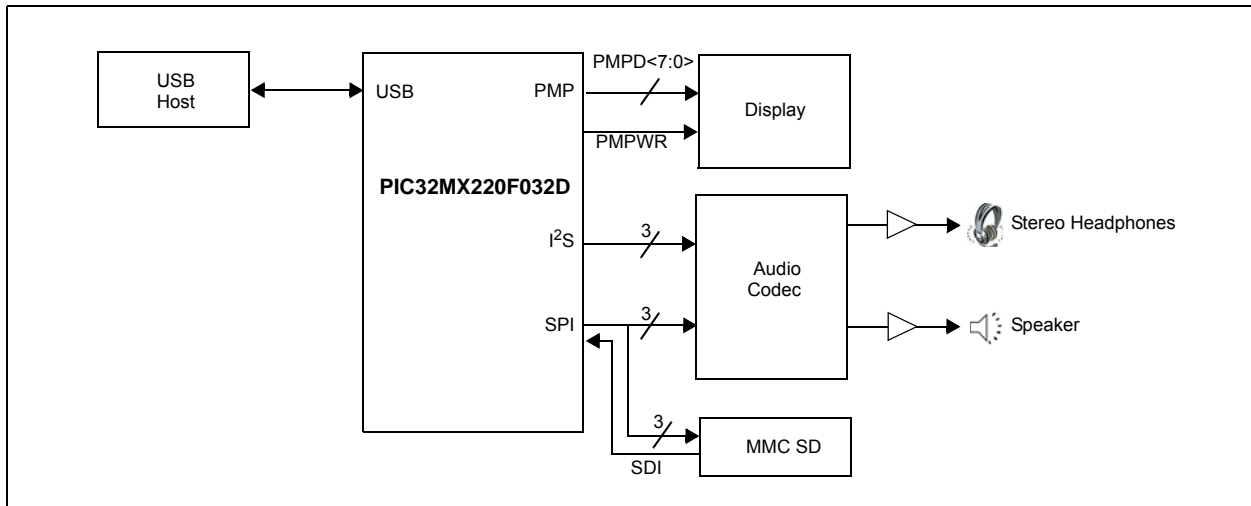 USB
Host
USB
PMP
PMPD<7:0>
PMPWR
Display
PIC32MX220F032D
I²S
3
Audio
Codec
Stereo Headphones
SPI
3
Speaker
3
SDI
MMC SD